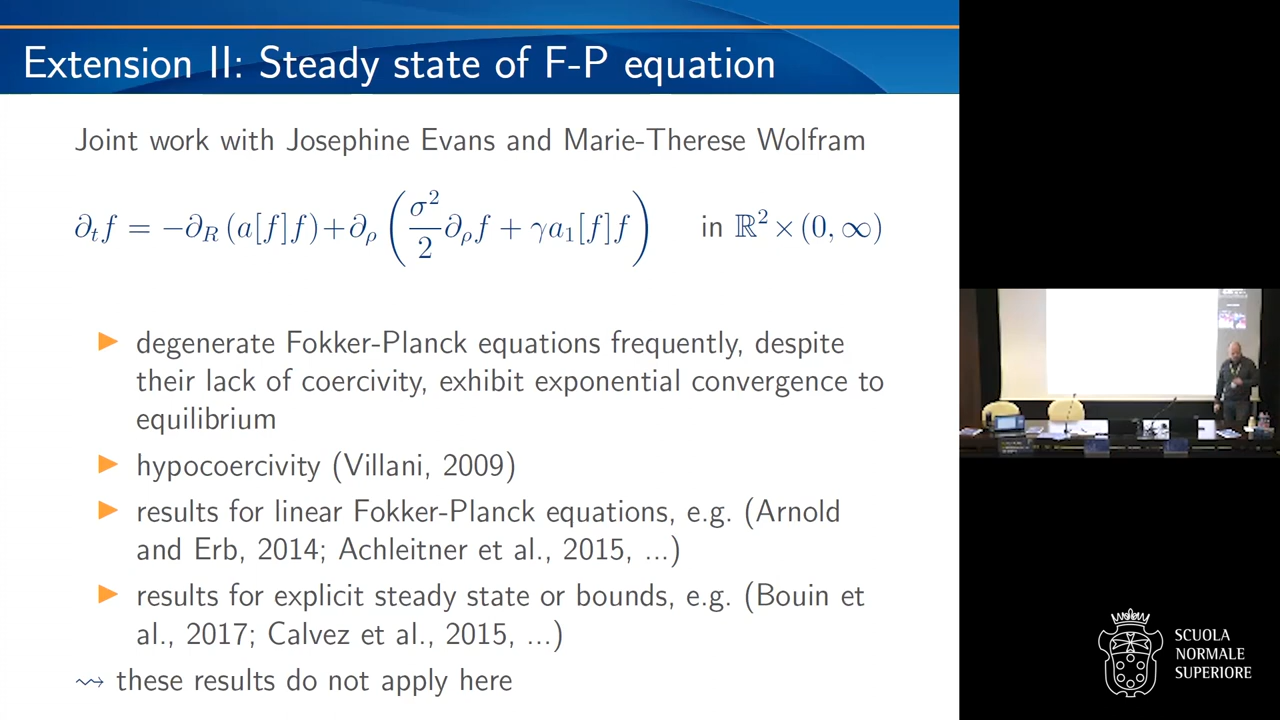 Extension II: Steady state of F-P equation
Joint work with Josephine Evans and Marie-Therese Wolfram
∂_t f = −∂_R (a[f]f)+∂_ρ (σ²/2 ∂_ρ f + γa₁[f]f) in ℝ² × (0, ∞)
▶ degenerate Fokker-Planck equations frequently, despite
their lack of coercivity, exhibit exponential convergence to
equilibrium
▶ hypocoercivity (Villani, 2009)
▶ results for linear Fokker-Planck equations, e.g. (Arnold
and Erb, 2014; Achleitner et al., 2015, ...)
▶ results for explicit steady state or bounds, e.g. (Bouin et
al., 2017; Calvez et al., 2015, ...)
⇝ these results do not apply here
SCUOLA
NORMALE
SUPERIORE